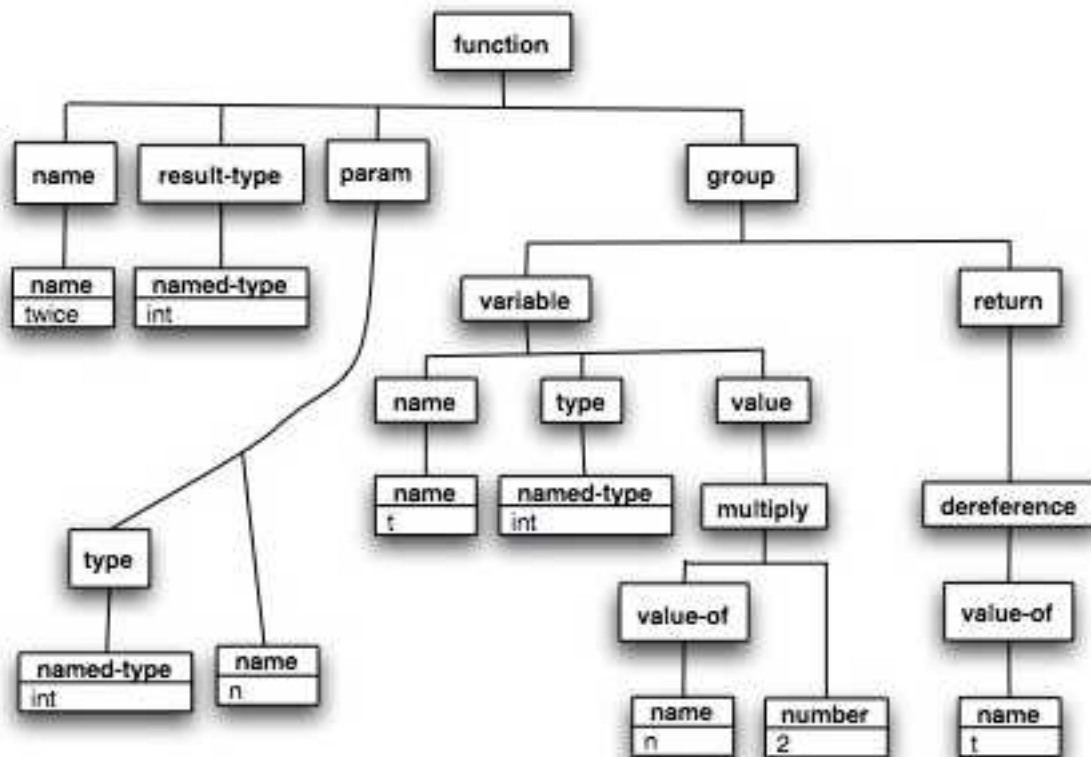 function
name
result-type
param
group
name
twice
named-type
int
variable
return
name
type
value
name
t
named-type
int
multiply
dereference
type
value-of
value-of
named-type
int
name
n
name
n
number
2
name
t